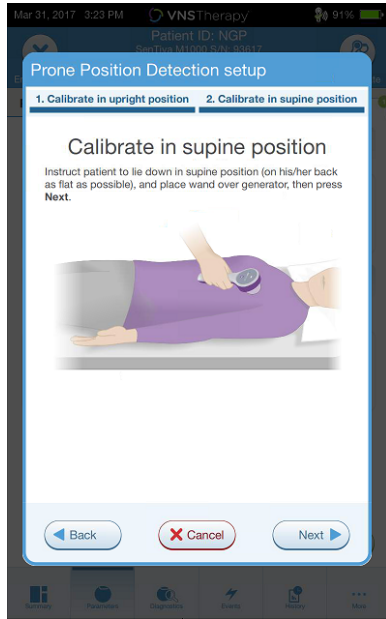 Mar 31, 2017 3:23 PM VNSTherapy 91%
Patient ID: NGP
SenTiva M1000 S/N: 93617
Prone Position Detection setup
1. Calibrate in upright position 2. Calibrate in supine position
Calibrate in supine position
Instruct patient to lie down in supine position (on his/her back
as flat as possible), and place wand over generator, then press
Next.
Back Cancel Next
Summary Parameters Diagnostics Events History More